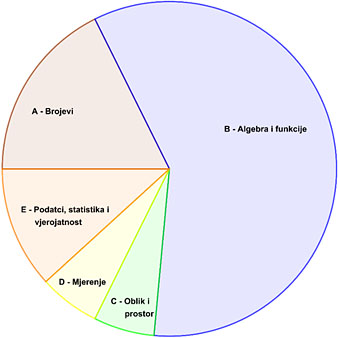 A - Brojevi
B - Algebra i funkcije
E - Podatci, statistika i
vjerojatnost
D - Mjerenje
C - Oblik i
prostor